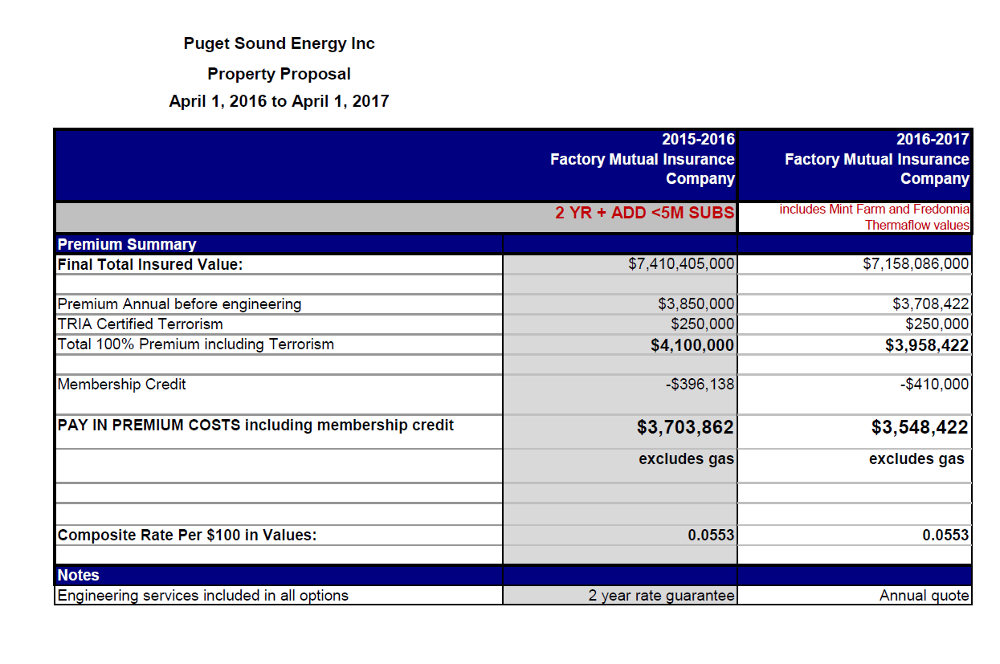 Puget Sound Energy Inc
Property Proposal
April 1, 2016 to April 1, 2017
2015-2016
Factory Mutual Insurance
Company
2016-2017
Factory Mutual Insurance
Company
2 YR + ADD <5M SUBS
includes Mint Farm and Fredonnia
Thermaflow values
Premium Summary
Final Total Insured Value: $7,410,405,000 $7,158,086,000
Premium Annual before engineering $3,850,000 $3,708,422
TRIA Certified Terrorism $250,000 $250,000
Total 100% Premium including Terrorism $4,100,000 $3,958,422
Membership Credit -$396,138 -$410,000
PAY IN PREMIUM COSTS including membership credit $3,703,862 $3,548,422
excludes gas excludes gas
Composite Rate Per $100 in Values: 0.0553 0.0553
Notes
Engineering services included in all options 2 year rate guarantee Annual quote